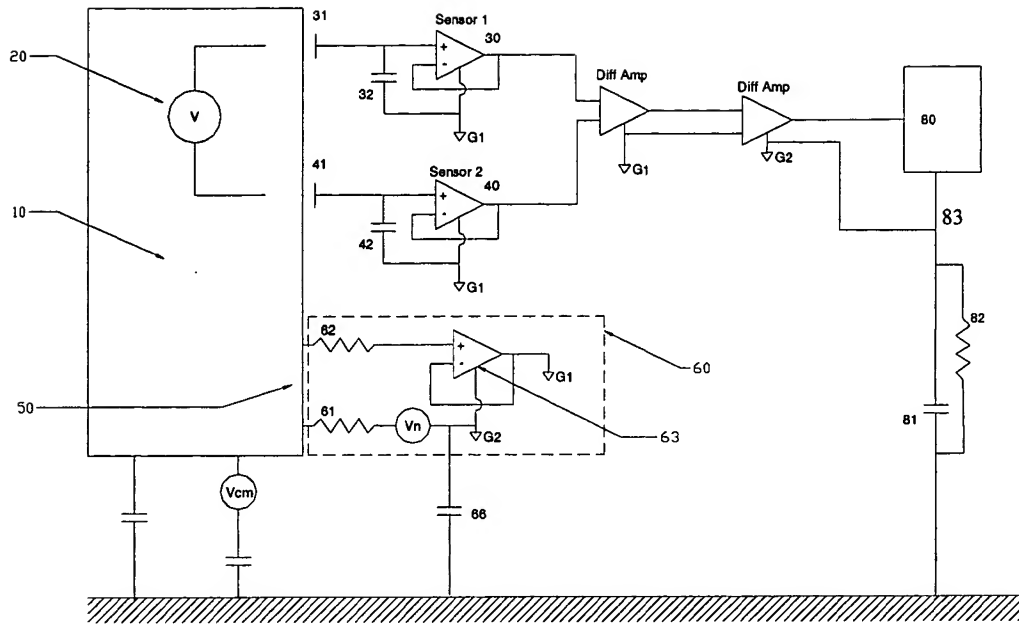 31
Sensor 1
30
20
V
32
G1
Diff Amp
Diff Amp
80
G1
G2
41
Sensor 2
40
10
42
G1
83
62
82
G1
60
50
61
Vn
G2
63
81
Vcm
66